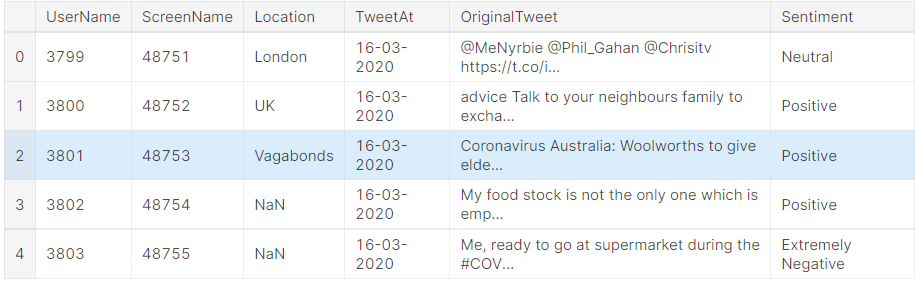 UserName ScreenName Location TweetAt OriginalTweet Sentiment
0 3799 48751 London 16-03-2020 @MeNyrbie @Phil_Gahan @Chrisitv https://t.co/i... Neutral
1 3800 48752 UK 16-03-2020 advice Talk to your neighbours family to excha... Positive
2 3801 48753 Vagabonds 16-03-2020 Coronavirus Australia: Woolworths to give elde... Positive
3 3802 48754 NaN 16-03-2020 My food stock is not the only one which is emp... Positive
4 3803 48755 NaN 16-03-2020 Me, ready to go at supermarket during the #COV... Extremely Negative